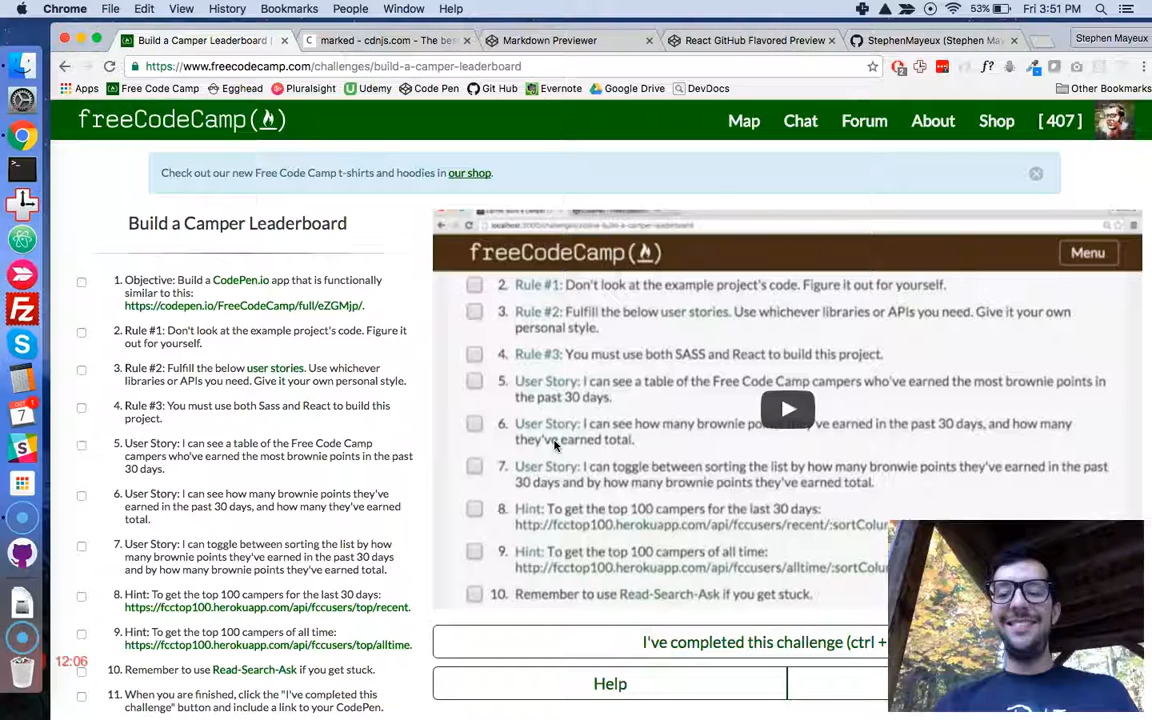 Chrome File Edit View History Bookmarks People Window Help 53% Fri 3:51 PM
Build a Camper Leaderboard
marked - cdnjs.com - The bes
Markdown Previewer
React GitHub Flavored Preview
StephenMayeux (Stephen Ma
Stephen Mayeux
https://www.freecodecamp.com/challenges/build-a-camper-leaderboard
Apps Free Code Camp Egghead Pluralsight Udemy Code Pen Git Hub Evernote Google Drive DevDocs Other Bookmarks
freeCodeCamp
Map Chat Forum About Shop [ 407 ]
Check out our new Free Code Camp t-shirts and hoodies in our shop.
Build a Camper Leaderboard
1. Objective: Build a CodePen.io app that is functionally
similar to this:
https://codepen.io/FreeCodeCamp/full/eZGMjp/.
2. Rule #1: Don't look at the example project's code. Figure it
out for yourself.
3. Rule #2: Fulfill the below user stories. Use whichever
libraries or APIs you need. Give it your own personal style.
4. Rule #3: You must use both Sass and React to build this
project.
5. User Story: I can see a table of the Free Code Camp
campers who've earned the most brownie points in the past
30 days.
6. User Story: I can see how many brownie points they've
earned in the past 30 days, and how many they've earned
total.
7. User Story: I can toggle between sorting the list by how
many brownie points they've earned in the past 30 days
and by how many brownie points they've earned total.
8. Hint: To get the top 100 campers for the last 30 days:
https://fcctop100.herokuapp.com/api/fccusers/top/recent.
9. Hint: To get the top 100 campers of all time:
https://fcctop100.herokuapp.com/api/fccusers/top/alltime.
10. Remember to use Read-Search-Ask if you get stuck.
11. When you are finished, click the "I've completed this
challenge" button and include a link to your CodePen.
freeCodeCamp
Menu
2. Rule #1: Don't look at the example project's code. Figure it out for yourself.
3. Rule #2: Fulfill the below user stories. Use whichever libraries or APIs you need. Give it your own
personal style.
4. Rule #3: You must use both SASS and React to build this project.
5. User Story: I can see a table of the Free Code Camp campers who've earned the most brownie points in
the past 30 days.
6. User Story: I can see how many brownie they've earned in the past 30 days, and how many
they've earned total.
7. User Story: I can toggle between sorting the list by how many bronwie points they've earned in the past
30 days and by how many brownie points they've earned total.
8. Hint: To get the top 100 campers for the last 30 days:
http://fcctop100.herokuapp.com/api/fccusers/recent/:sortColu
9. Hint: To get the top 100 campers of all time:
http://fcctop100.herokuapp.com/api/fccusers/alltime/:sortColu
10. Remember to use Read-Search-Ask if you get stuck.
I've completed this challenge (ctrl +
Help
12:06